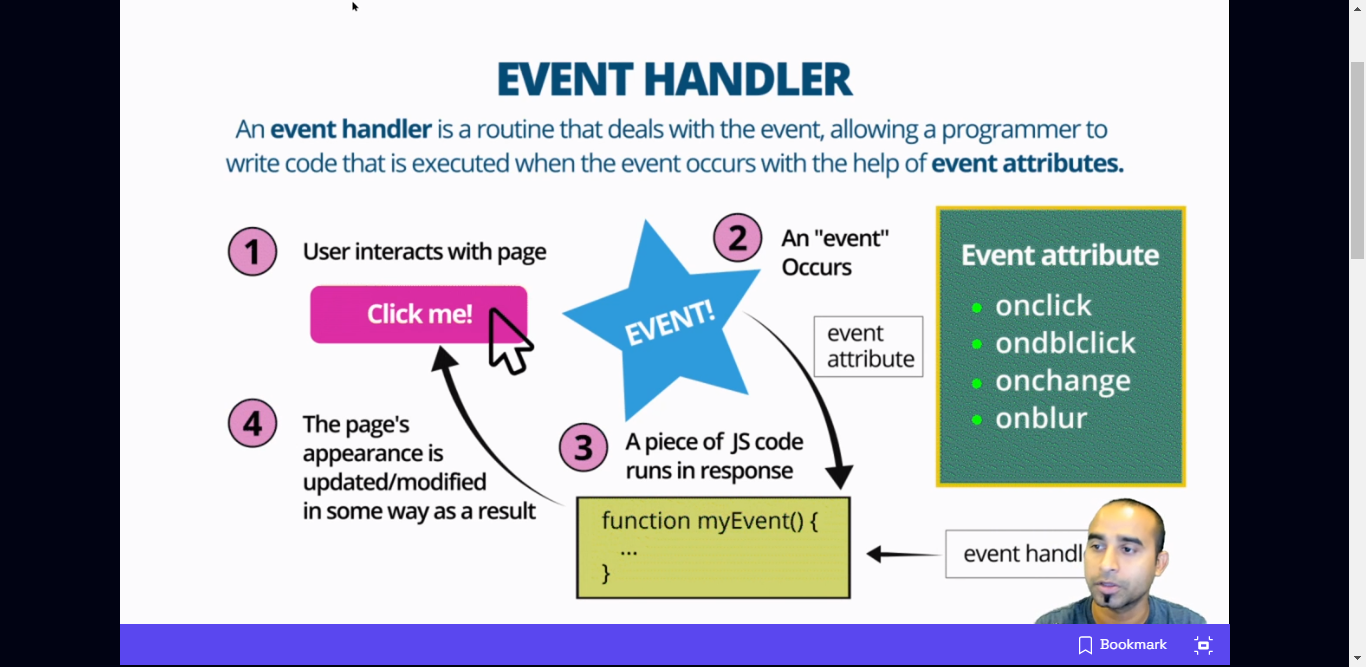 EVENT HANDLER
An event handler is a routine that deals with the event, allowing a programmer to
write code that is executed when the event occurs with the help of event attributes.
1
User interacts with page
Click me!
EVENT!
2
An "event"
Occurs
event
attribute
Event attribute
• onclick
• ondblclick
• onchange
• onblur
3
A piece of JS code
runs in response
function myEvent() {
...
}
event
4
The page's
appearance is
updated/modified
in some way as a result
Bookmark